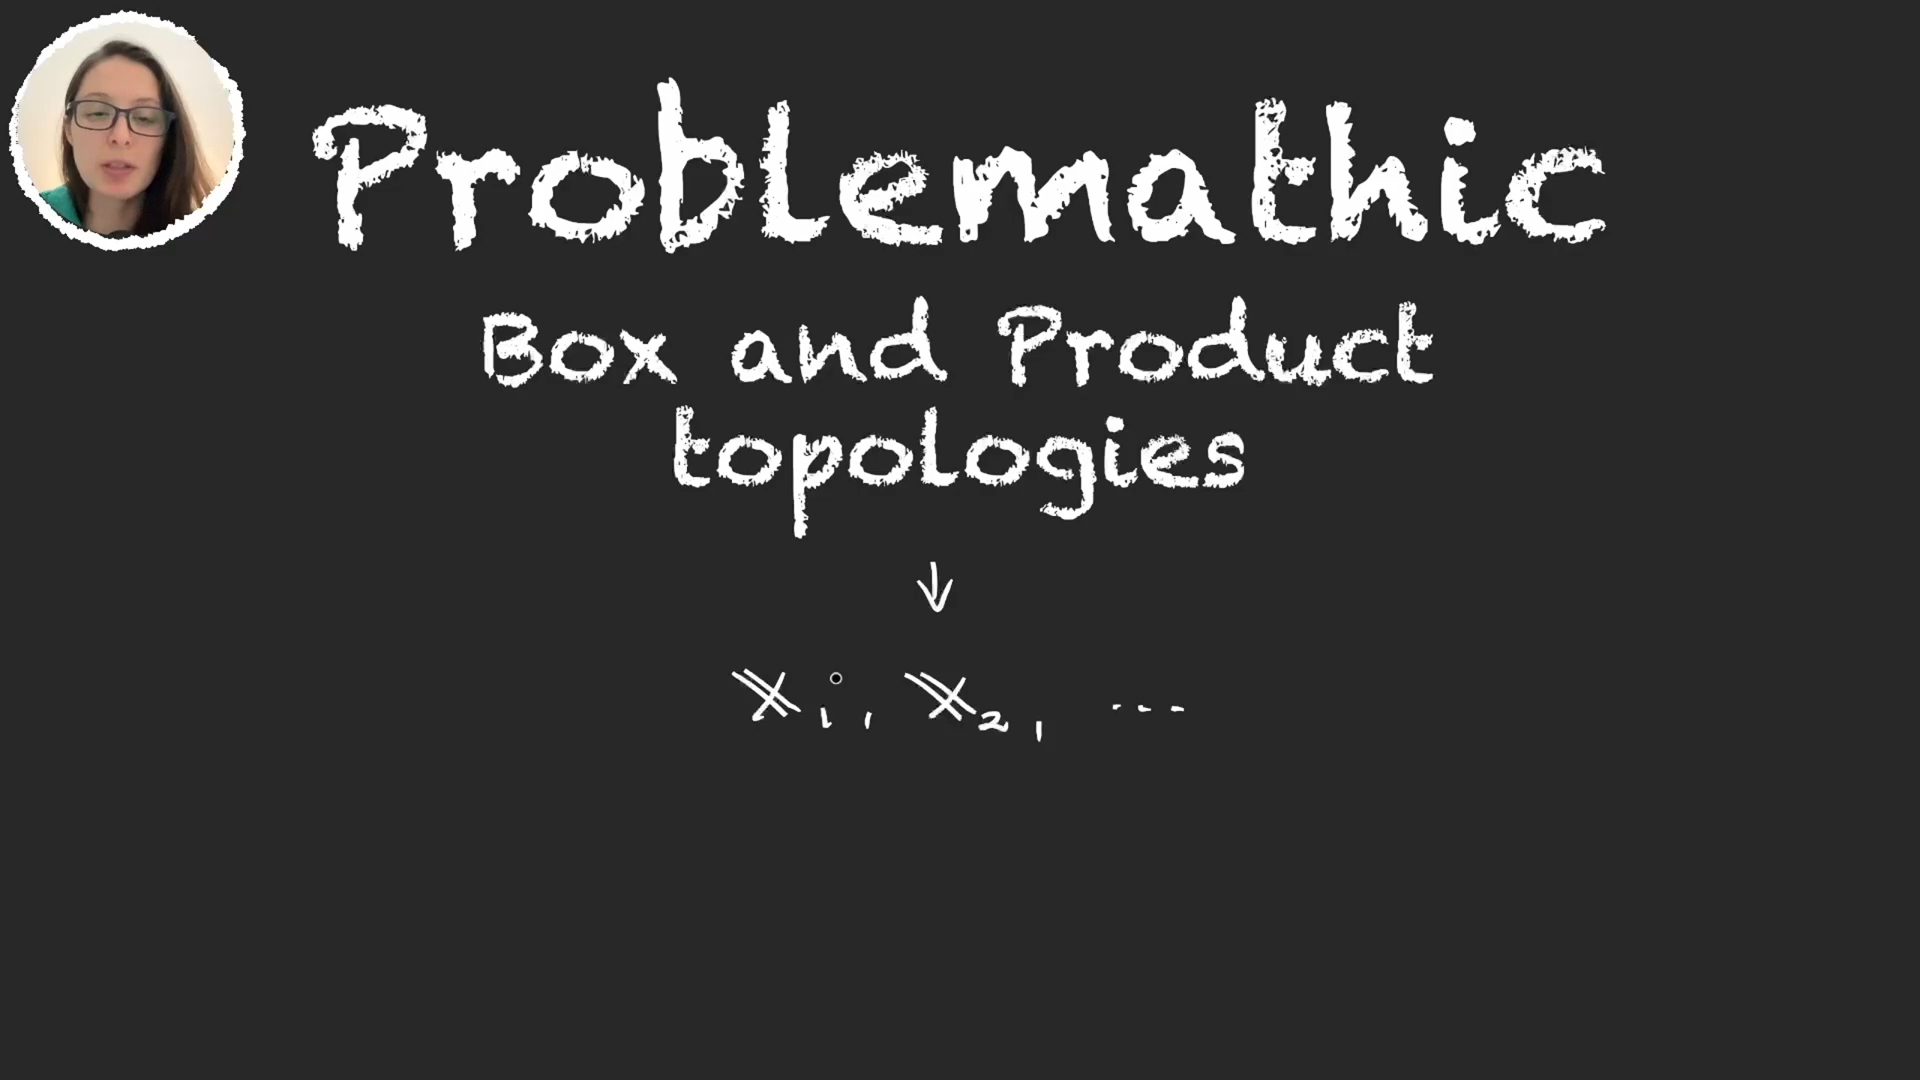 Problemathic
Box and Product
topologies
↓
𝕏₁, 𝕏₂, ...